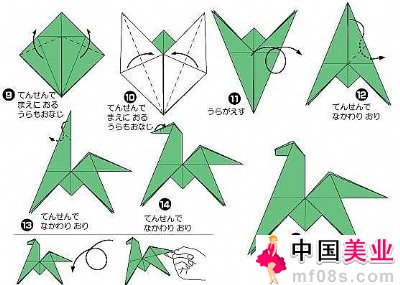 9 てんせんで
まえに おる
うらもおなじ
10
てんせんで
まえに おる
うらもおなじ
11
うらがえす
12
てんせんで
なかわり おり
13 てんせんで
なかわり おり
14
てんせんで
なかわり おり
中国美业
mf08s.com